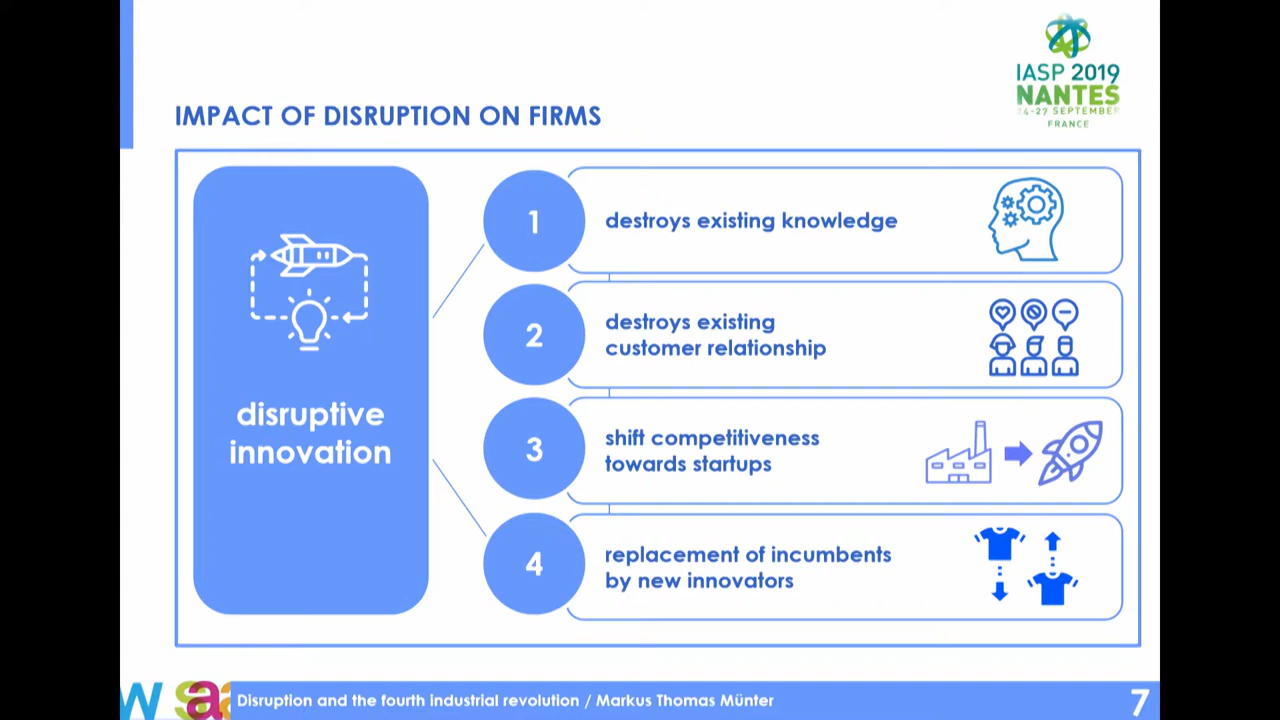 IASP 2019
NANTES
24-27 SEPTEMBER
FRANCE
IMPACT OF DISRUPTION ON FIRMS
disruptive
innovation
1
destroys existing knowledge
2
destroys existing
customer relationship
3
shift competitiveness
towards startups
4
replacement of incumbents
by new innovators
Disruption and the fourth industrial revolution / Markus Thomas Münter
7